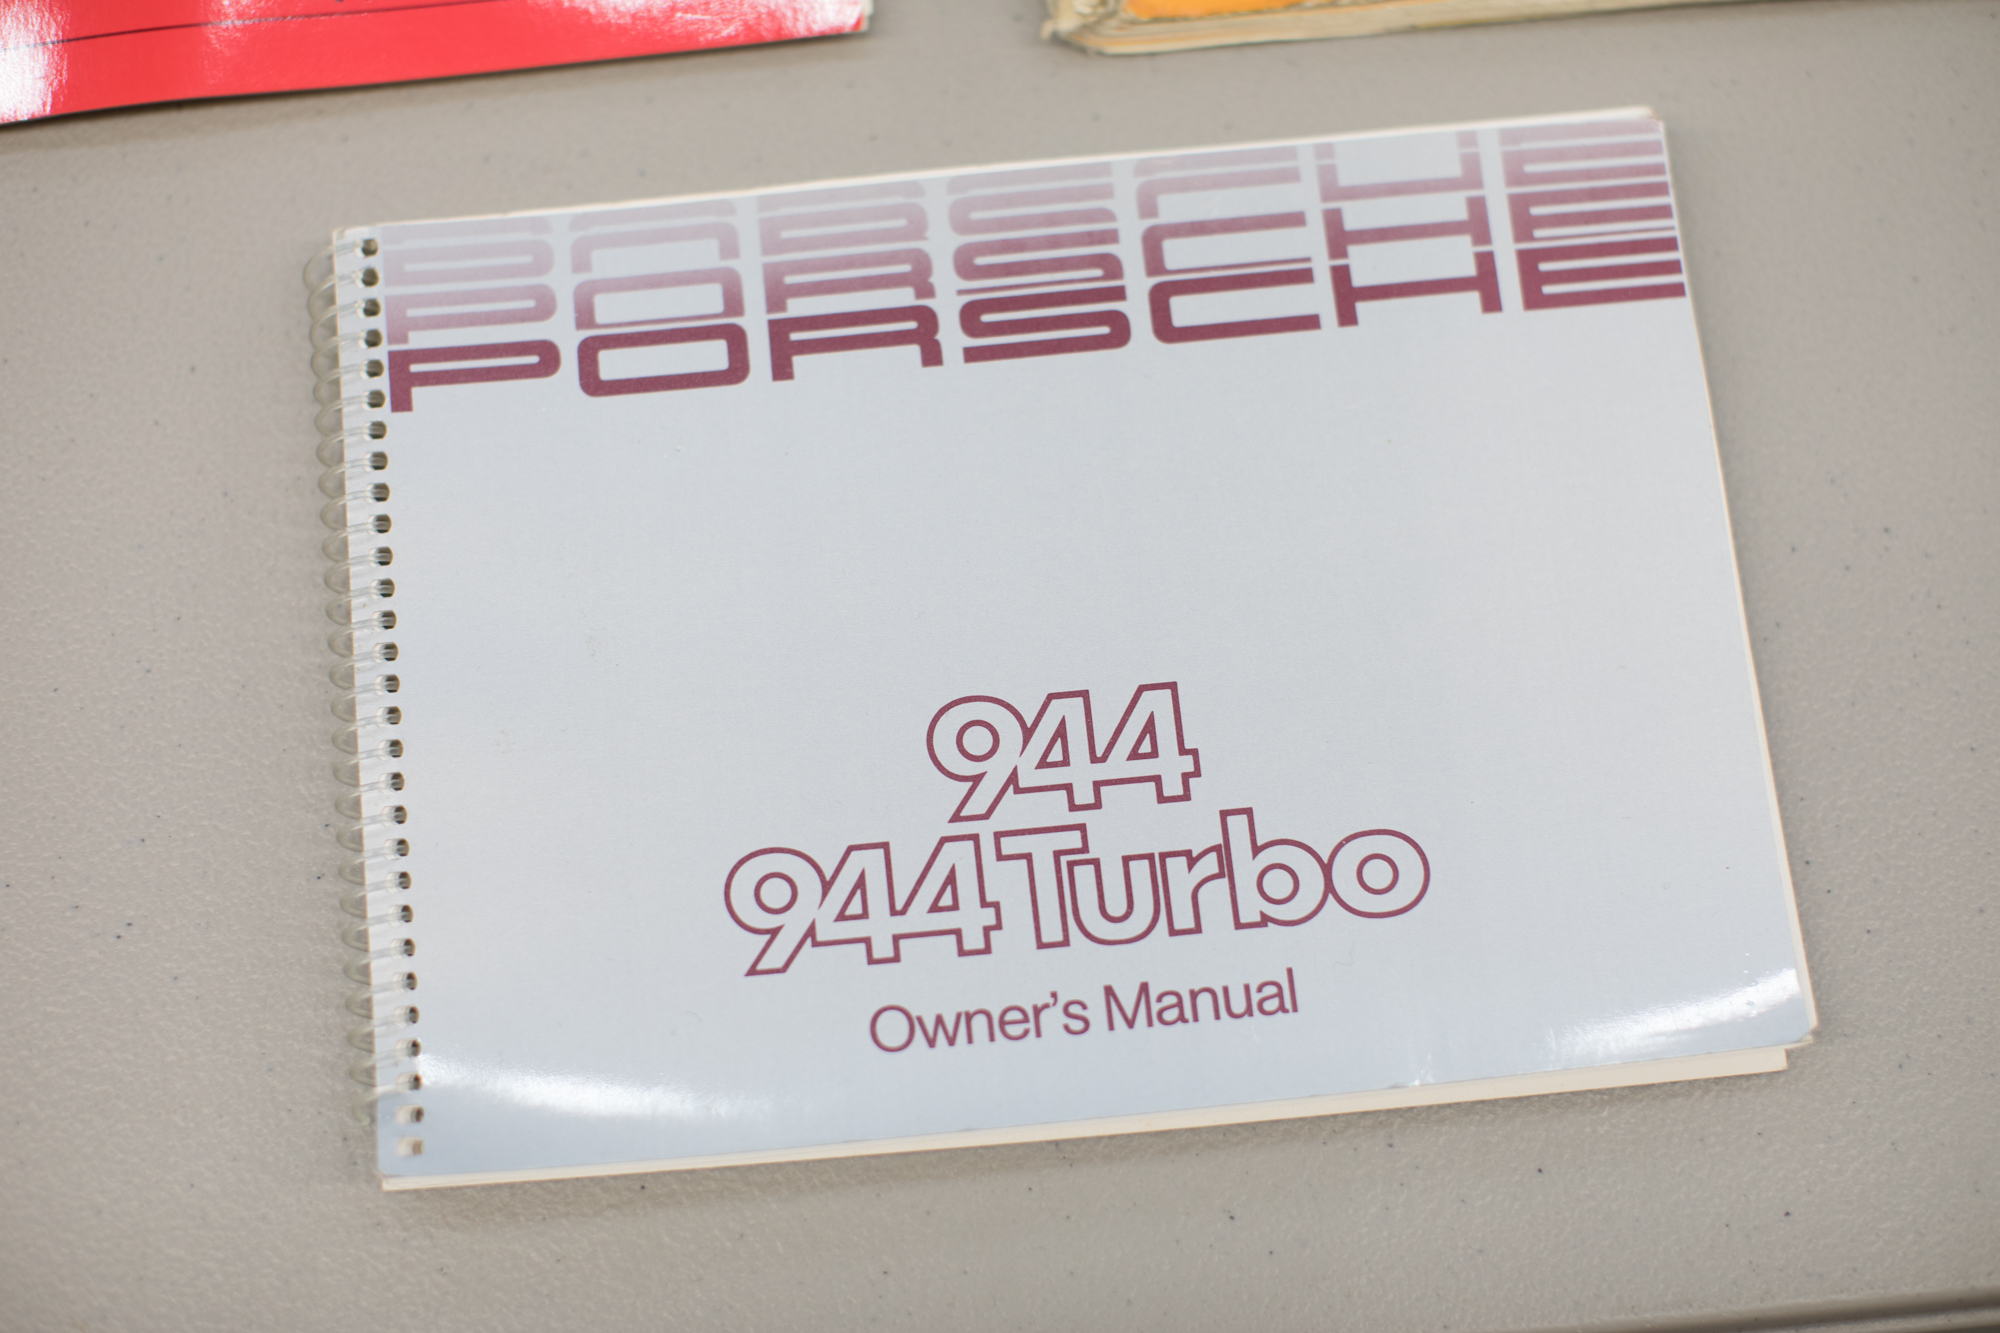 PORSCHE
PORSCHE
PORSCHE
944
944 Turbo
Owner's Manual